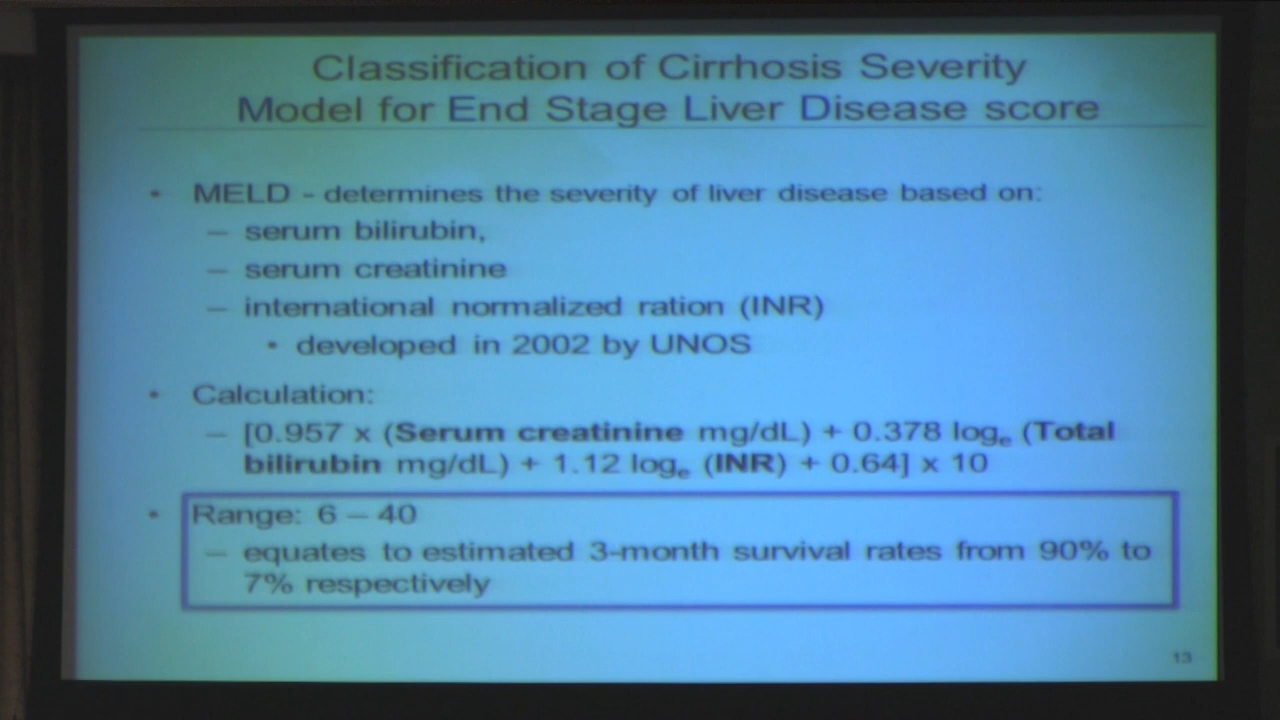 Classification of Cirrhosis Severity
Model for End Stage Liver Disease score
• MELD - determines the severity of liver disease based on:
– serum bilirubin,
– serum creatinine
– international normalized ration (INR)
• developed in 2002 by UNOS
• Calculation:
– [0.957 x (Serum creatinine mg/dL) + 0.378 logₑ (Total
bilirubin mg/dL) + 1.12 logₑ (INR) + 0.64] x 10
• Range: 6 – 40
– equates to estimated 3-month survival rates from 90% to
7% respectively
13